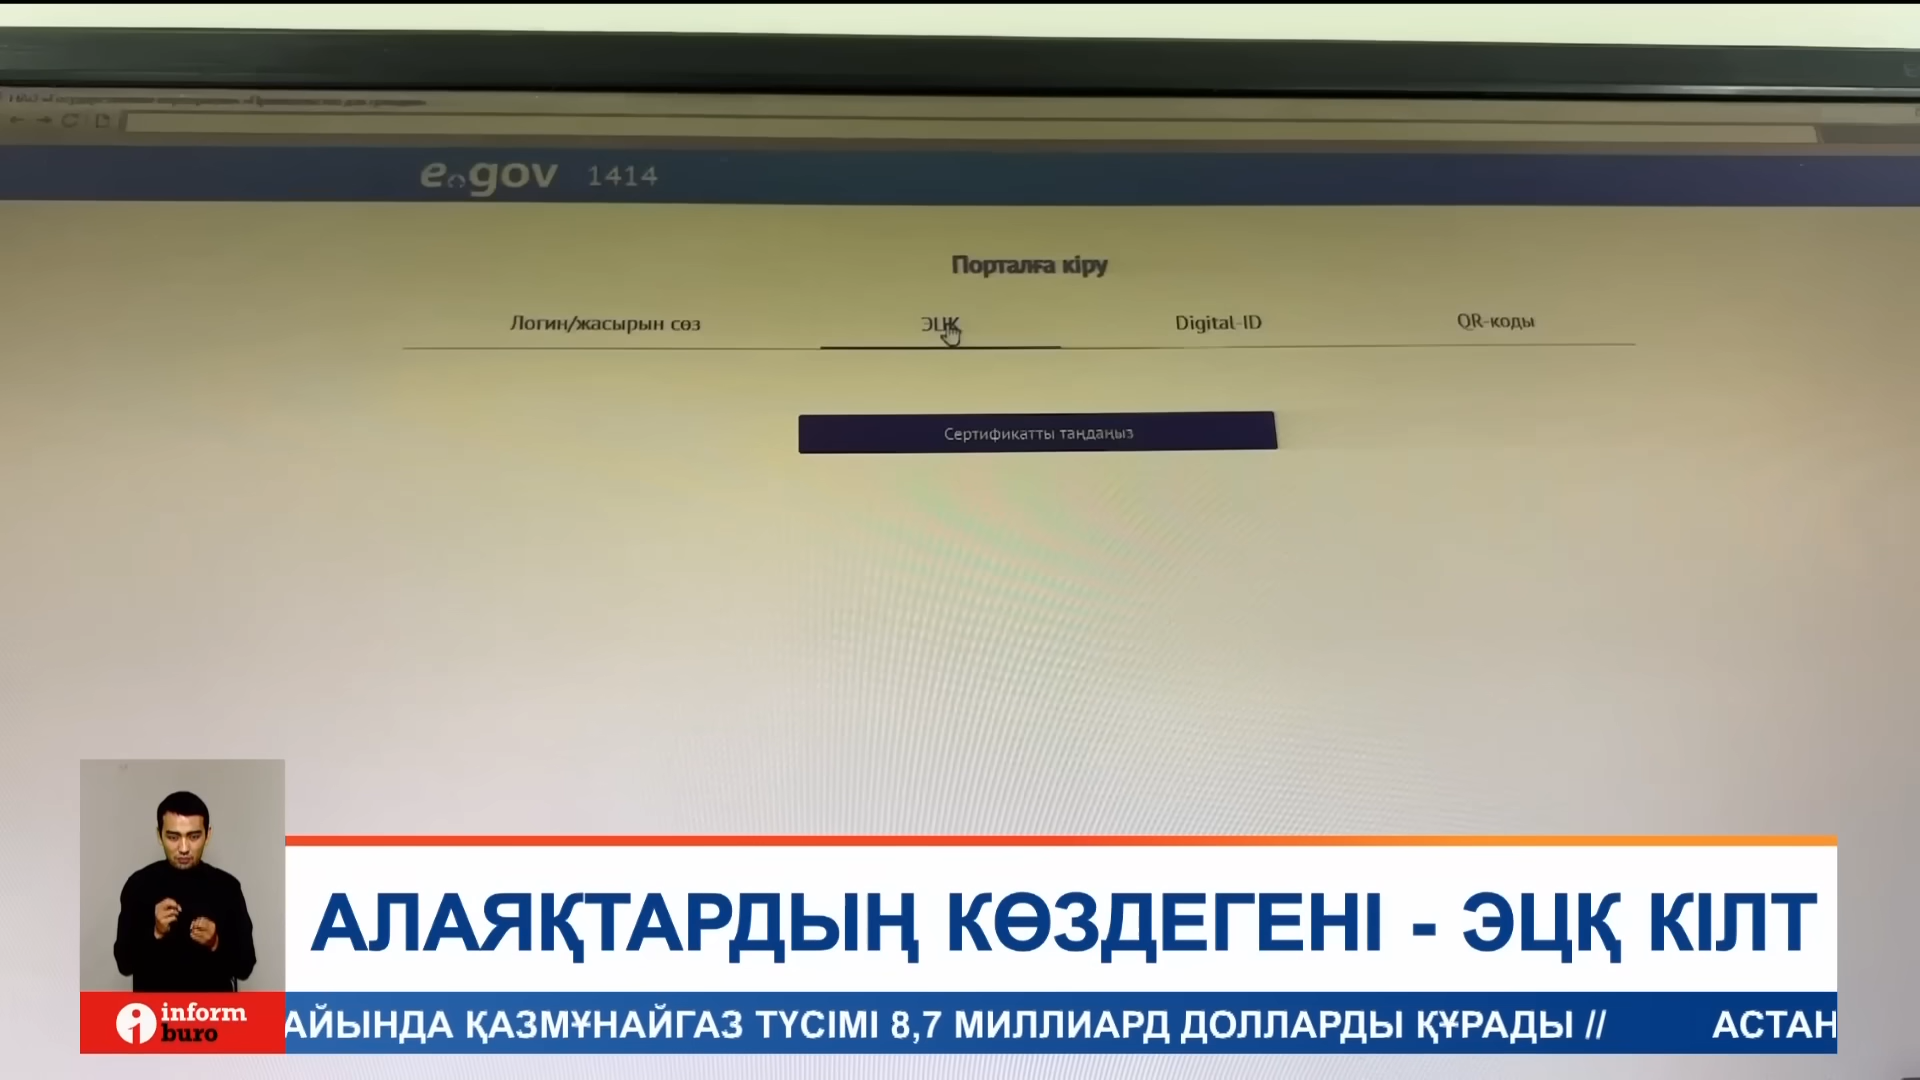 e.gov 1414
Порталға кіру
Логин/жасырын сөз ЭЦҚ Digital-ID QR-коды
Сертификатты таңдаңыз
АЛАЯҚТАРДЫҢ КӨЗДЕГЕНІ - ЭЦҚ КІЛТ
inform
buro
АЙЫНДА ҚАЗМҰНАЙГАЗ ТҮСІМІ 8,7 МИЛЛИАРД ДОЛЛАРДЫ ҚҰРАДЫ // АСТАН